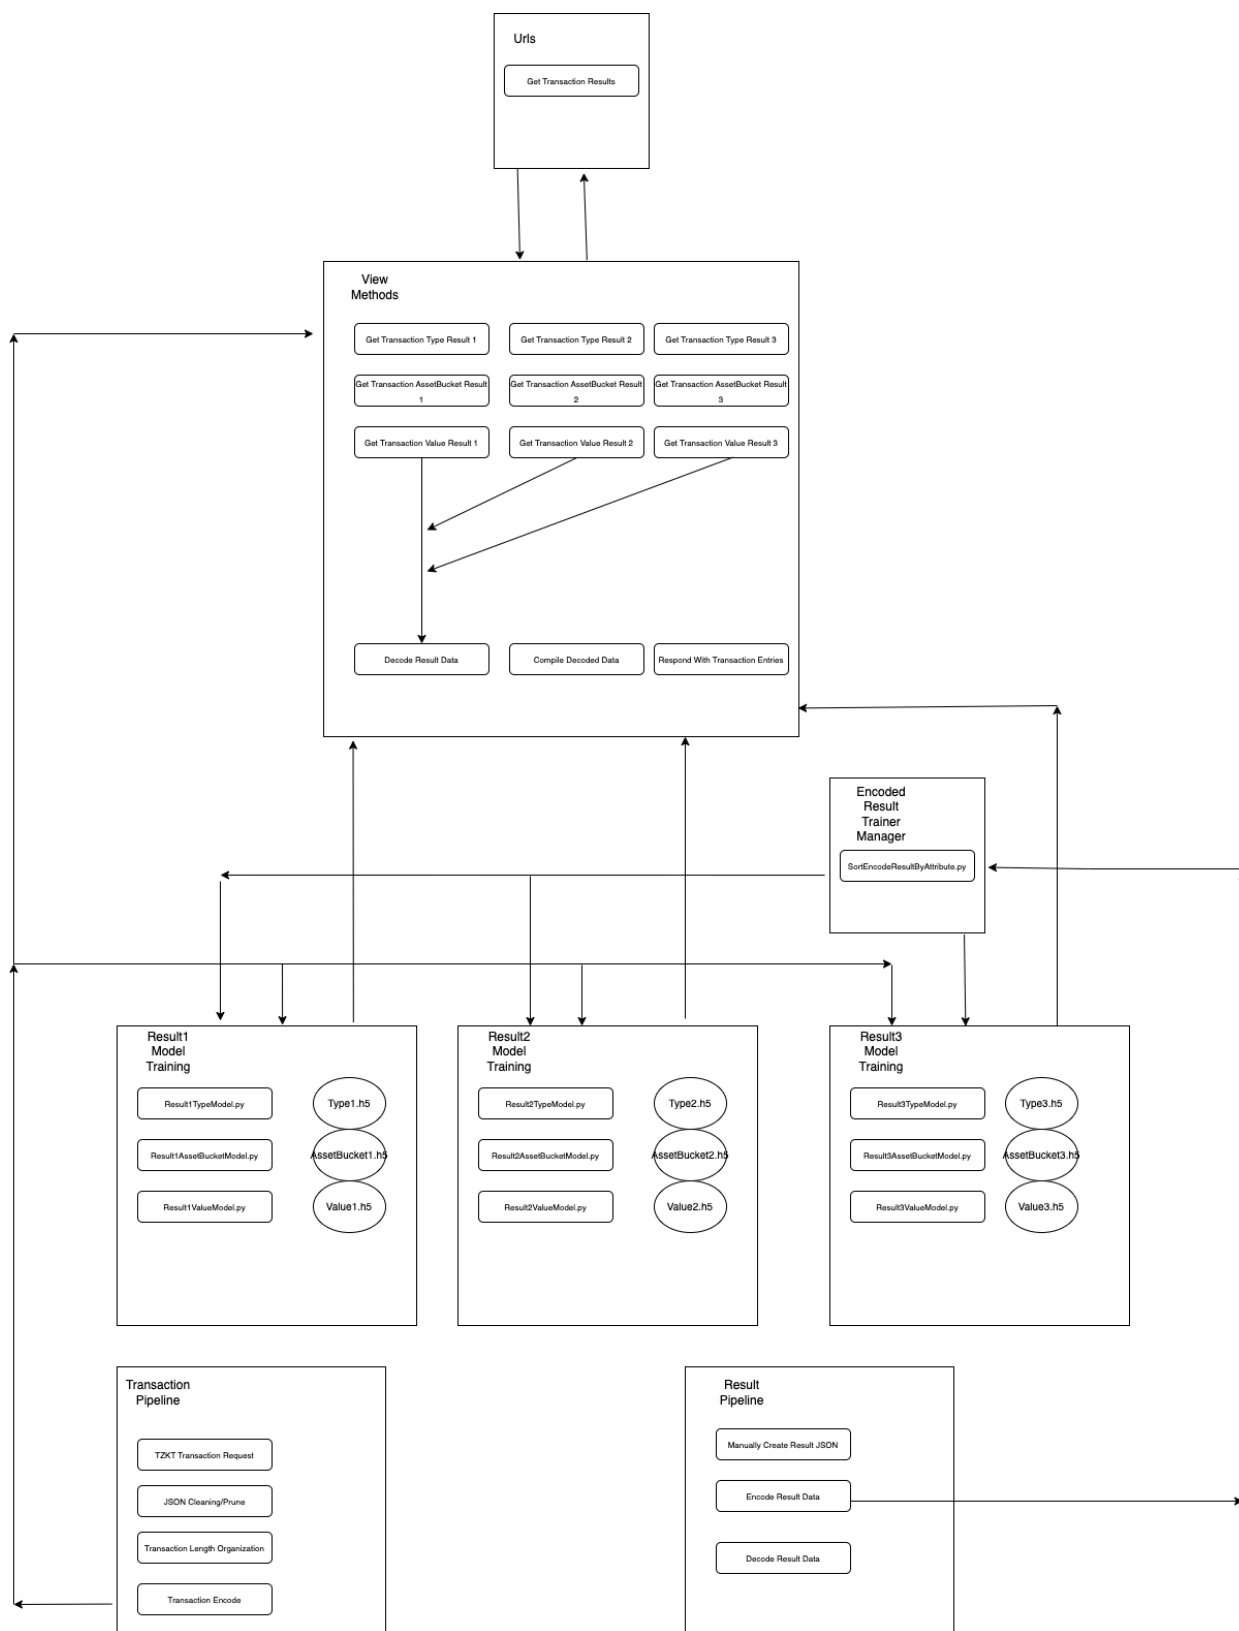 Urls
Get Transaction Results
View
Methods
Get Transaction Type Result 1
Get Transaction Type Result 2
Get Transaction Type Result 3
Get Transaction AssetBucket Result
1
Get Transaction AssetBucket Result
2
Get Transaction AssetBucket Result
3
Get Transaction Value Result 1
Get Transaction Value Result 2
Get Transaction Value Result 3
Decode Result Data
Compile Decoded Data
Respond With Transaction Entries
Encoded
Result
Trainer
Manager
SortEncodeResultByAttribute.py
Result1
Model
Training
Result1TypeModel.py
Type1.h5
Result1AssetBucketModel.py
AssetBucket1.h5
Result1ValueModel.py
Value1.h5
Result2
Model
Training
Result2TypeModel.py
Type2.h5
Result2AssetBucketModel.py
AssetBucket2.h5
Result2ValueModel.py
Value2.h5
Result3
Model
Training
Result3TypeModel.py
Type3.h5
Result3AssetBucketModel.py
AssetBucket3.h5
Result3ValueModel.py
Value3.h5
Transaction
Pipeline
TZKT Transaction Request
JSON Cleaning/Prune
Transaction Length Organization
Transaction Encode
Result
Pipeline
Manually Create Result JSON
Encode Result Data
Decode Result Data